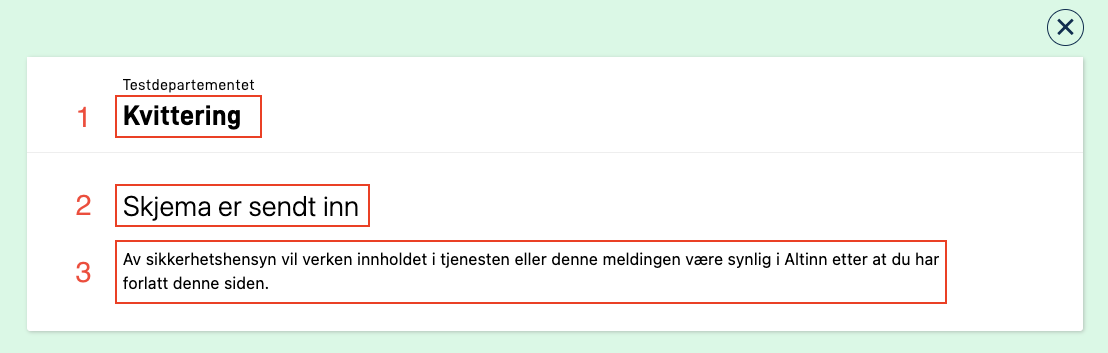 Testdepartementet
1 Kvittering
2 Skjema er sendt inn
3 Av sikkerhetshensyn vil verken innholdet i tjenesten eller denne meldingen være synlig i Altinn etter at du har
forlatt denne siden.